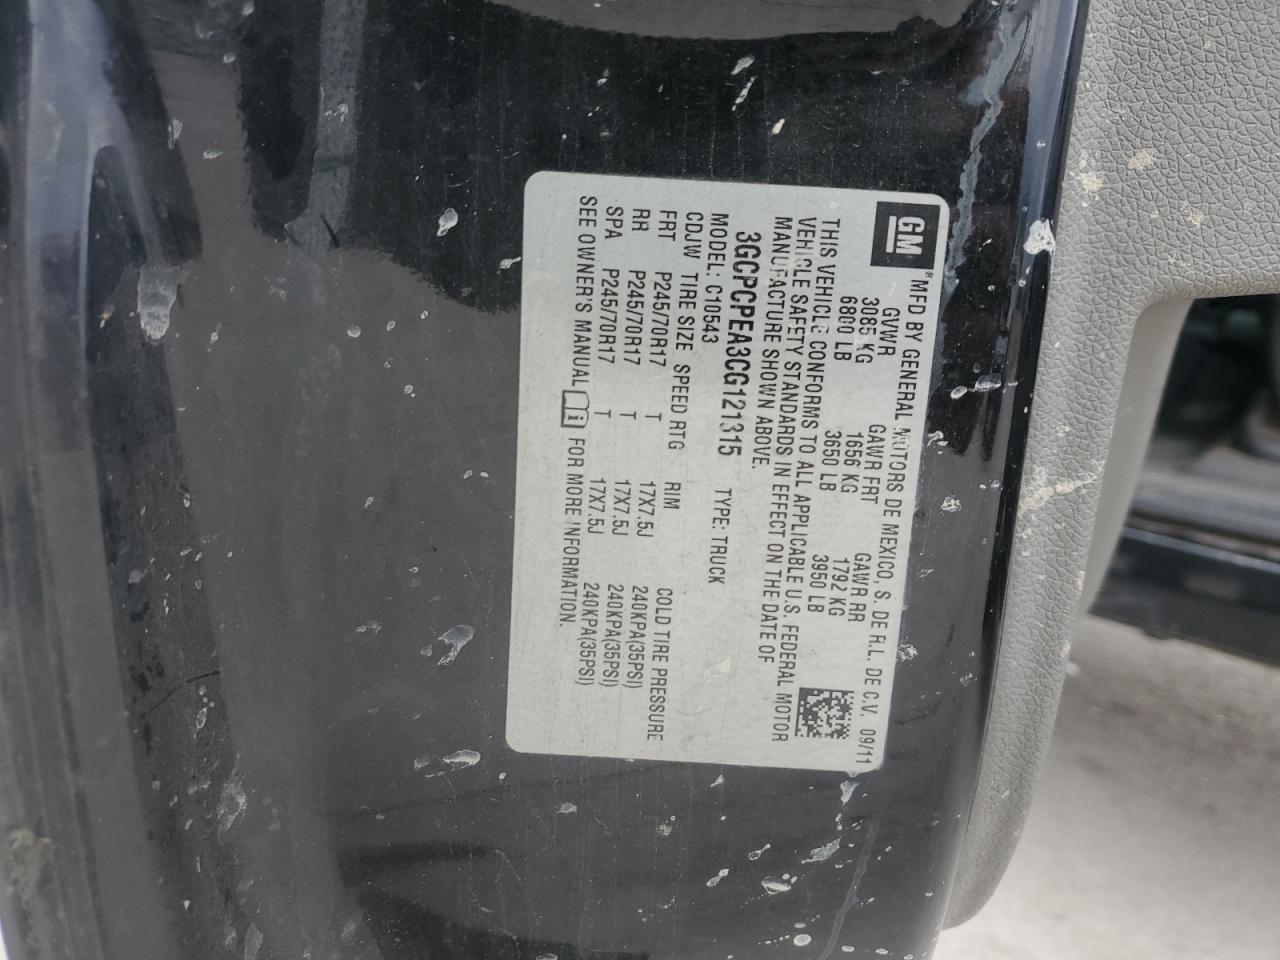 GM
MFD BY GENERAL MOTORS DE MEXICO, S. DE R.L. DE C.V. 09/11
GVWR GAWR FRT GAWR RR
3085 KG 1656 KG 1792 KG
6800 LB 3650 LB 3950 LB
THIS VEHICLE CONFORMS TO ALL APPLICABLE U.S. FEDERAL MOTOR
VEHICLE SAFETY STANDARDS IN EFFECT ON THE DATE OF
MANUFACTURE SHOWN ABOVE.
3GCPCPEA3CG121315 TYPE: TRUCK
MODEL: C10543
CDJW TIRE SIZE SPEED RTG RIM COLD TIRE PRESSURE
FRT P245/70R17 T 17X7.5J 240KPA(35PSI)
RR P245/70R17 T 17X7.5J 240KPA(35PSI)
SPA P245/70R17 T 17X7.5J 240KPA(35PSI)
SEE OWNER'S MANUAL i FOR MORE INFORMATION.